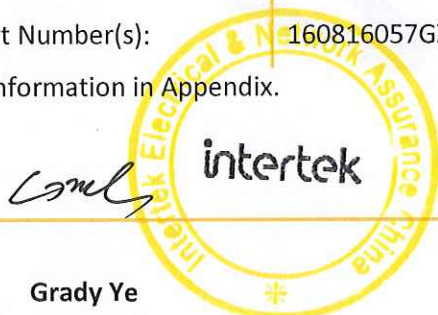 t Number(s): 160816057G
nformation in Appendix.
Intertek Electrical & Network Assurance China
intertek
Grady Ye